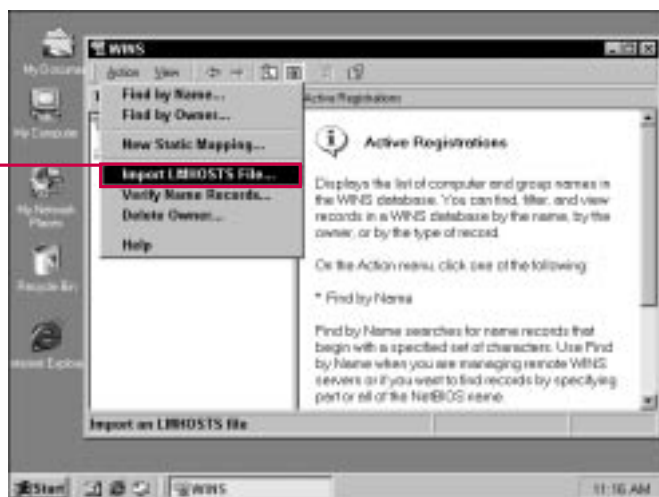 WINS
My Docume
Action View
Find by Name...
Find by Owner...
New Static Mapping...
Import LMHOSTS File...
Verify Name Records...
Delete Owner...
Help
My Computer
My Network
Places
Recycle Bin
Internet Explore
Active Registrations
Active Registrations
Displays the list of computer and group names in
the WINS database. You can find, filter, and view
records in a WINS database by the name, by the
owner, or by the type of record.
On the Action menu, click one of the following:
* Find by Name
Find by Name searches for name records that
begin with a specified set of characters. Use Find
by Name when you are managing remote WINS
servers or if you want to find records by specifying
part or all of the NetBIOS name.
Import an LMHOSTS file
Start
WINS
11:16 AM